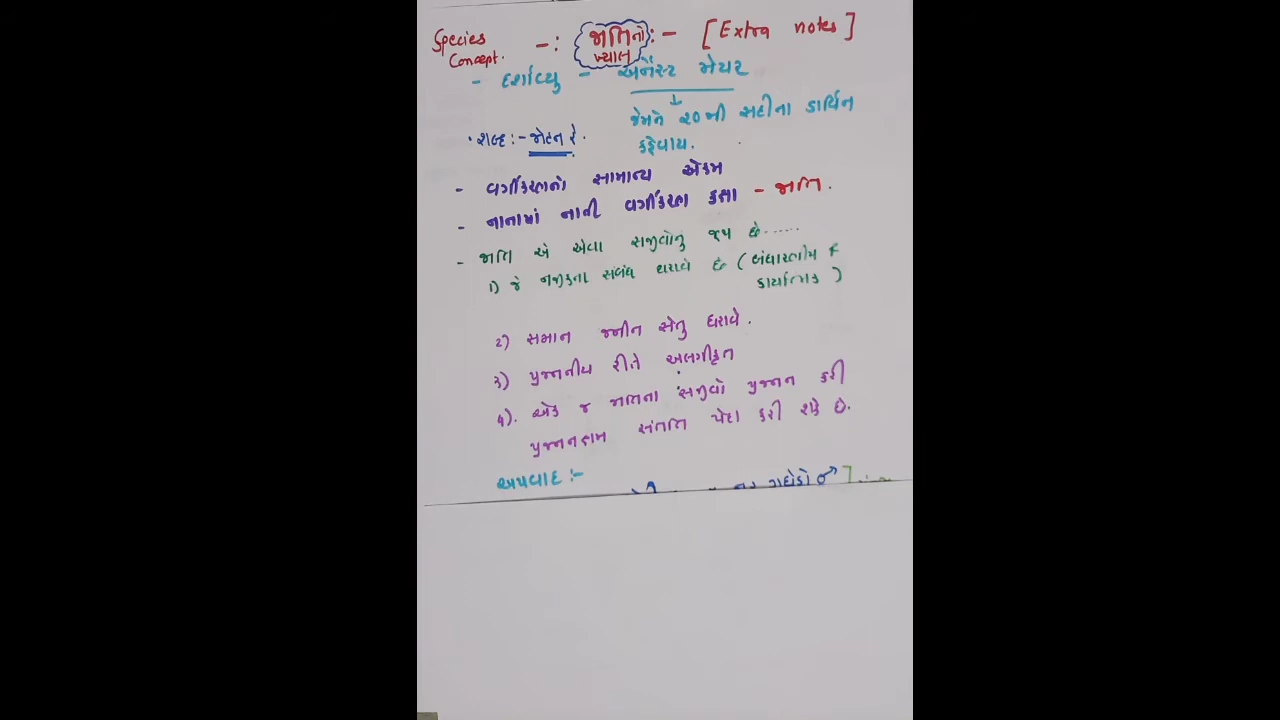 Species Concept. -: જાતિનો ખ્યાલ :- [Extra notes]
- દર્શાવ્યુ - અર્નેસ્ટ મેયર
જેમને ૨૦મી સદીના ડાર્વિન
કહેવાય.
• શબ્દ :- જોહન રે.
- વર્ગીકરણનો સામાન્ય એકમ
- નાનામાં નાની વર્ગીકરણ કક્ષા - જાતિ.
- જાતિ એ એવા સજીવોનુ જૂથ છે......
1) જે નજીકના સંબંધ ધરાવે છે (બંધારણીય &
કાર્યાત્મક)
2) સમાન જનીન સેતુ ધરાવે.
3) પ્રજનનીય રીતે અલગીકૃત
4). એક જ જાતિના સજીવો પ્રજનન કરી
પ્રજનનક્ષમ સંતતિ પેદા કરી શકે છે.
અપવાદ :-
નર ગધેડો ♂]